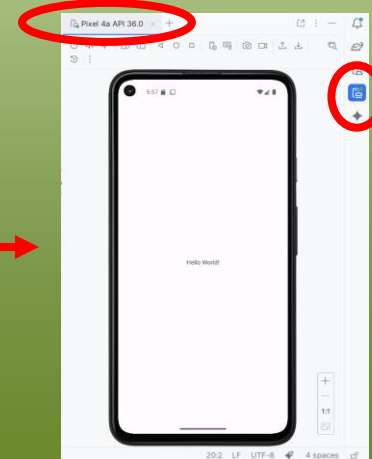 Pixel 4a API 36.0
5:57
Hello World!
1:1
20:2 LF UTF-8 4 spaces